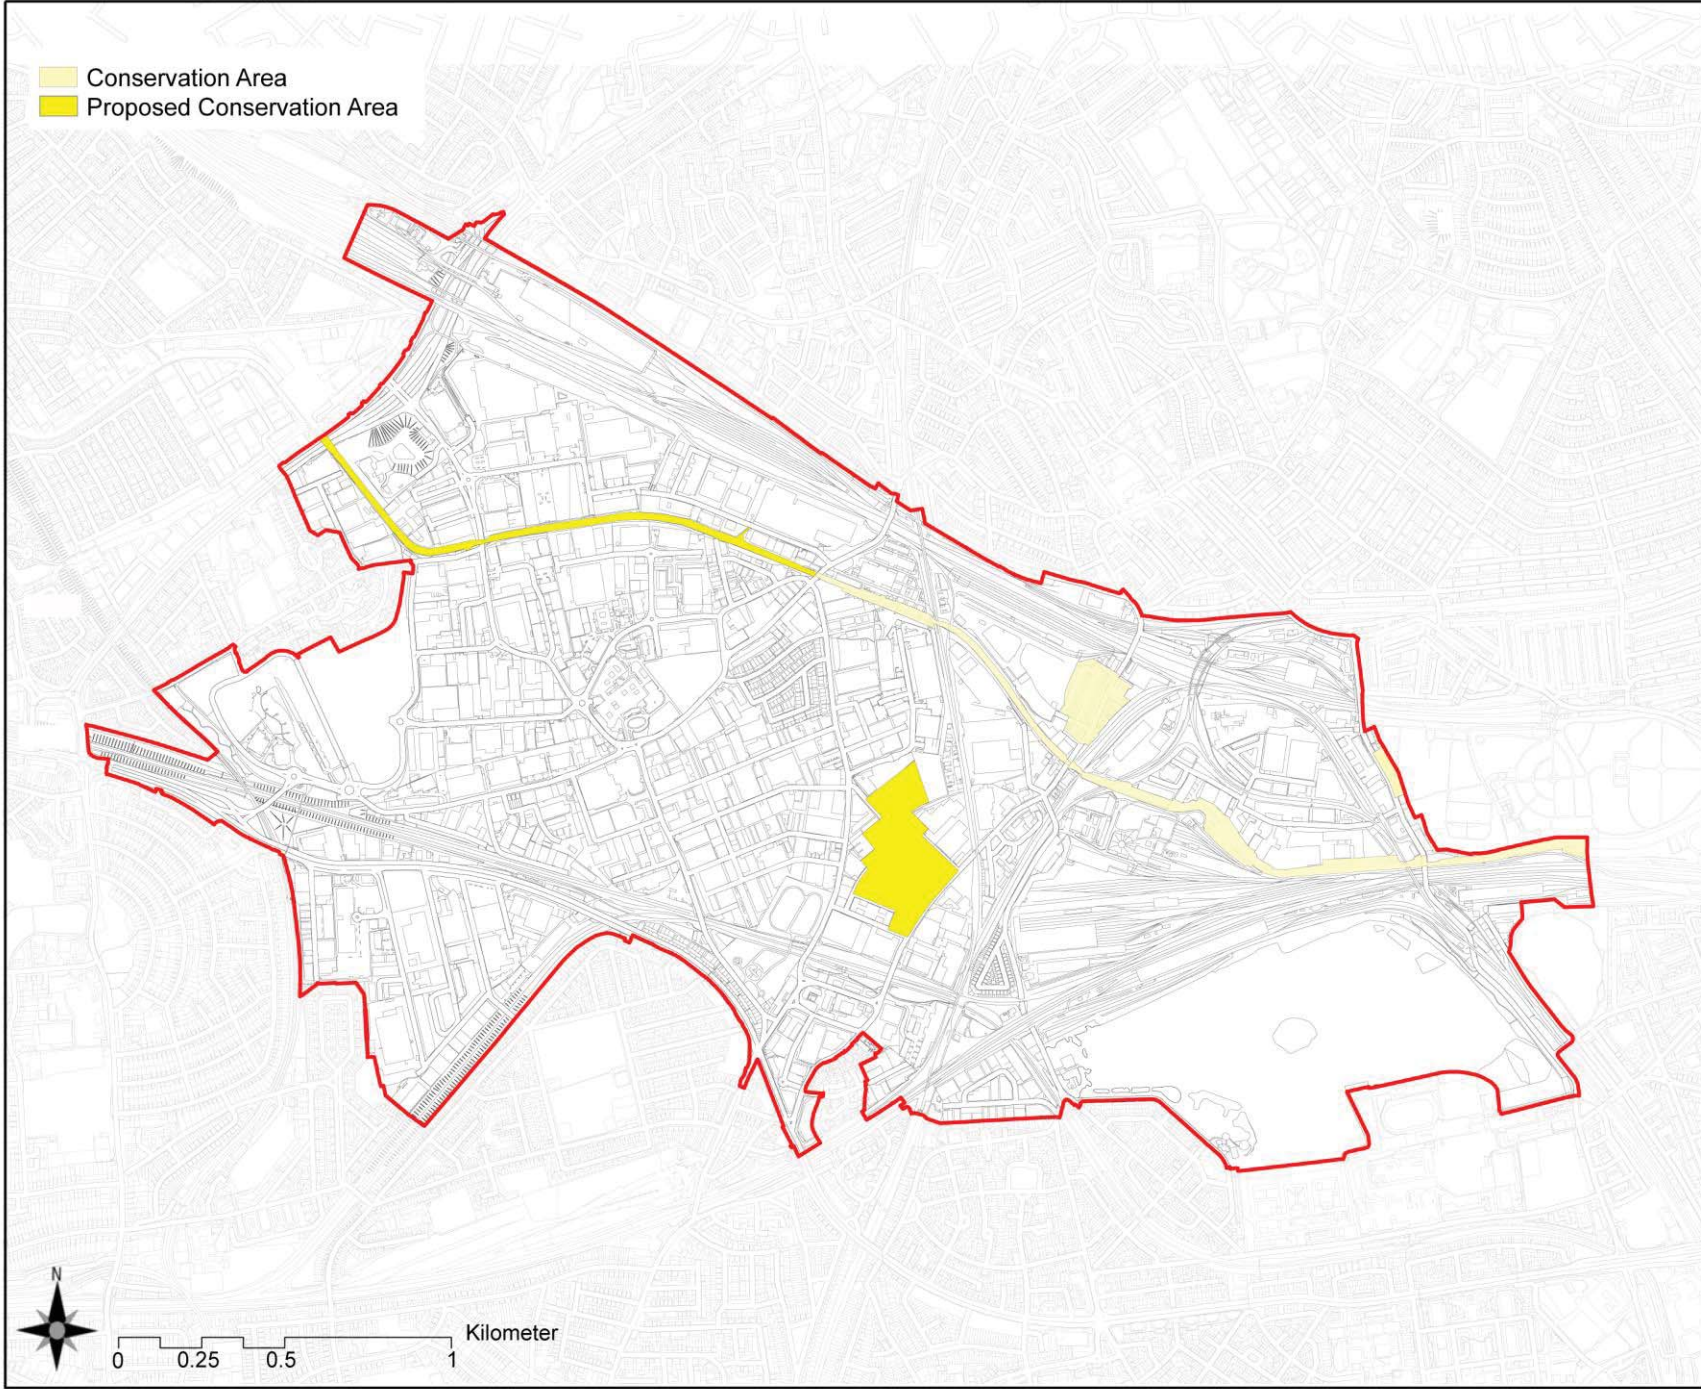 Conservation Area
Proposed Conservation Area
N
Kilometer
0 0.25 0.5 1